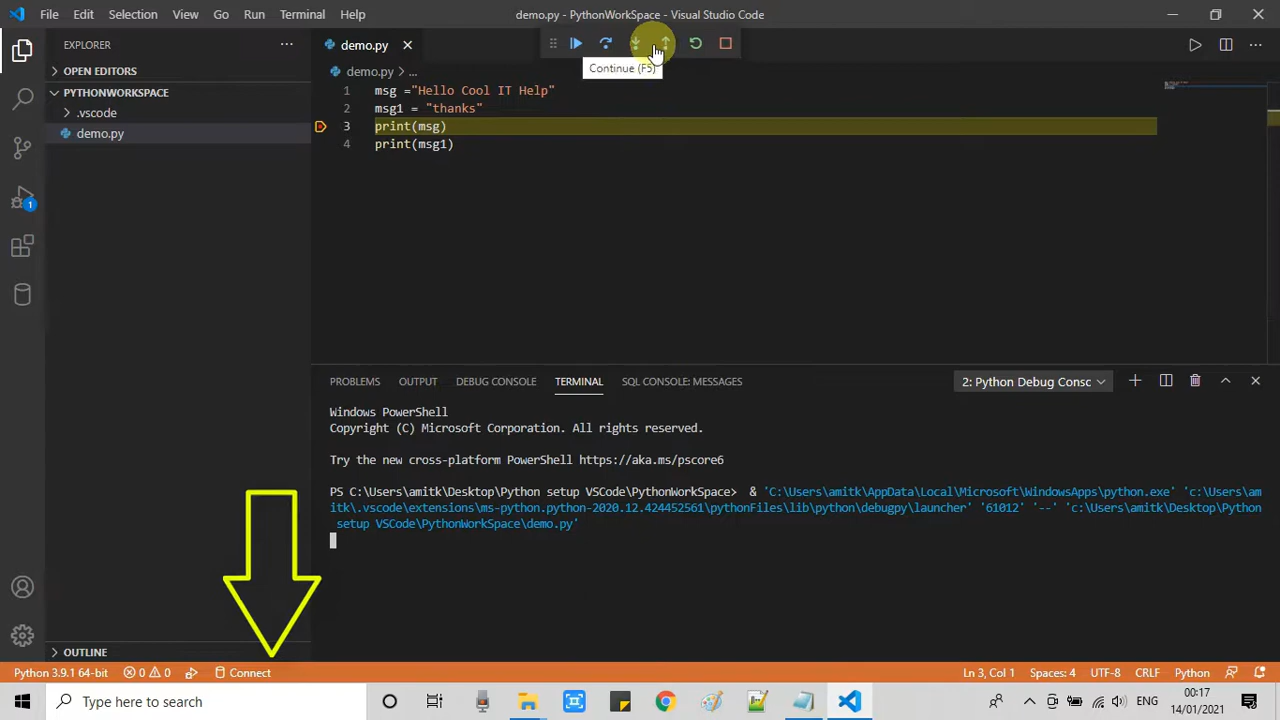 File Edit Selection View Go Run Terminal Help
demo.py - PythonWorkSpace - Visual Studio Code
EXPLORER
demo.py
Continue (F5)
OPEN EDITORS
demo.py > ...
PYTHONWORKSPACE
.vscode
demo.py
1 msg ="Hello Cool IT Help"
2 msg1 = "thanks"
3 print(msg)
4 print(msg1)
1
PROBLEMS OUTPUT DEBUG CONSOLE TERMINAL SQL CONSOLE: MESSAGES
2: Python Debug Consc
Windows PowerShell
Copyright (C) Microsoft Corporation. All rights reserved.
Try the new cross-platform PowerShell https://aka.ms/pscore6
PS C:\Users\amitk\Desktop\Python setup VSCode\PythonWorkSpace>  & 'C:\Users\amitk\AppData\Local\Microsoft\WindowsApps\python.exe' 'c:\Users\am
itk\.vscode\extensions\ms-python.python-2020.12.424452561\pythonFiles\lib\python\debugpy\launcher' '61012' '--' 'c:\Users\amitk\Desktop\Python
setup VSCode\PythonWorkSpace\demo.py'
OUTLINE
Python 3.9.1 64-bit 0 0 Connect
Ln 3, Col 1 Spaces: 4 UTF-8 CRLF Python
Type here to search
ENG
00:17
14/01/2021